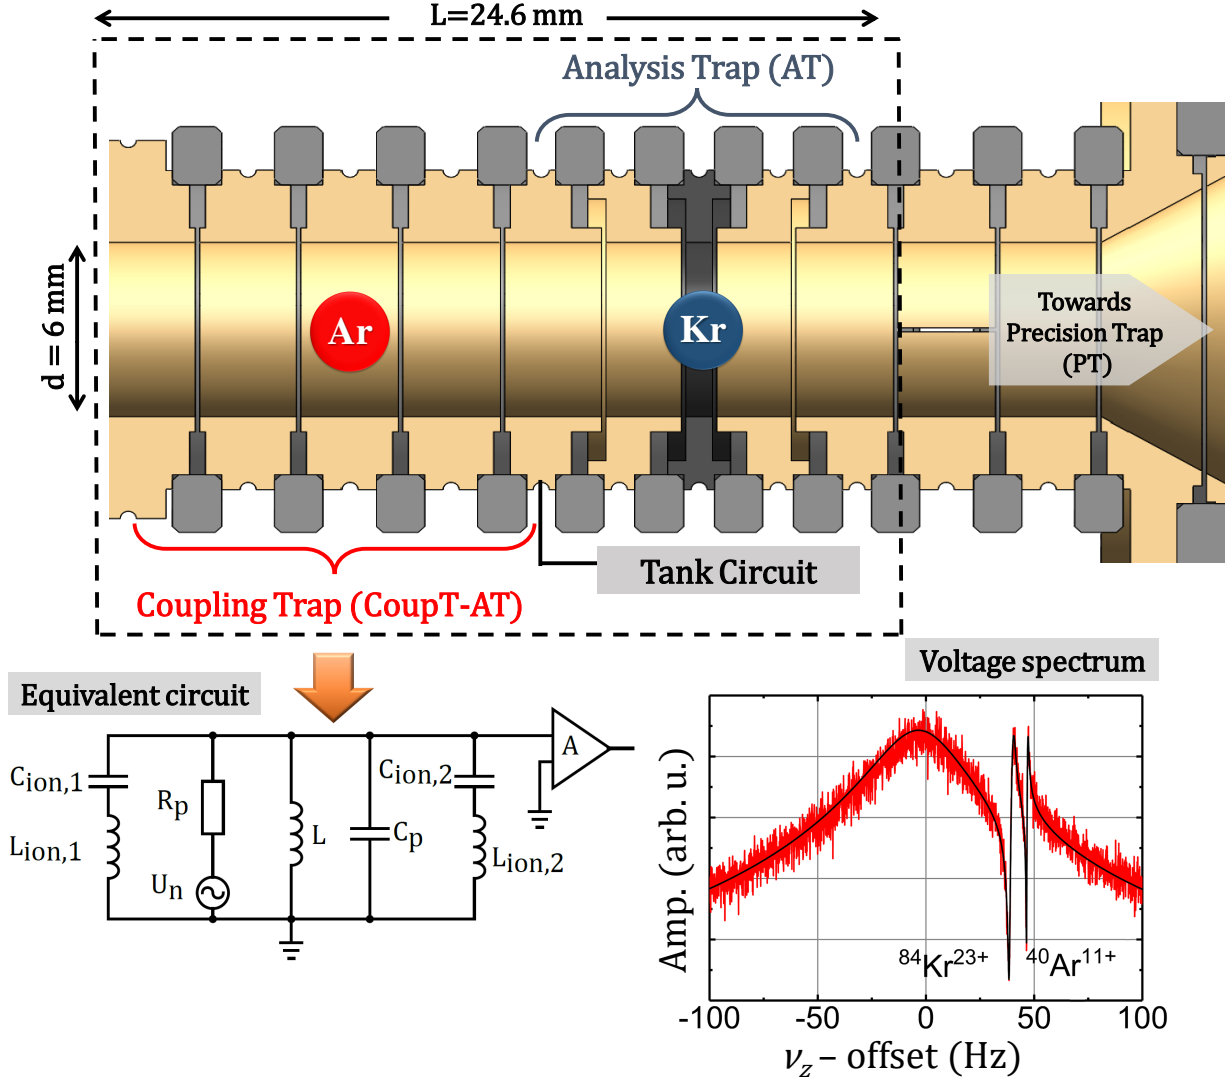 L=24.6 mm
Analysis Trap (AT)
d = 6 mm
Ar
Kr
Towards
Precision Trap
(PT)
Tank Circuit
Coupling Trap (CoupT-AT)
Equivalent circuit
Cion,1
Lion,1
Rp
Un
L
Cp
Cion,2
Lion,2
A
Voltage spectrum
Amp. (arb. u.)
84Kr23+
40Ar11+
-100 -50 0 50 100
νz – offset (Hz)